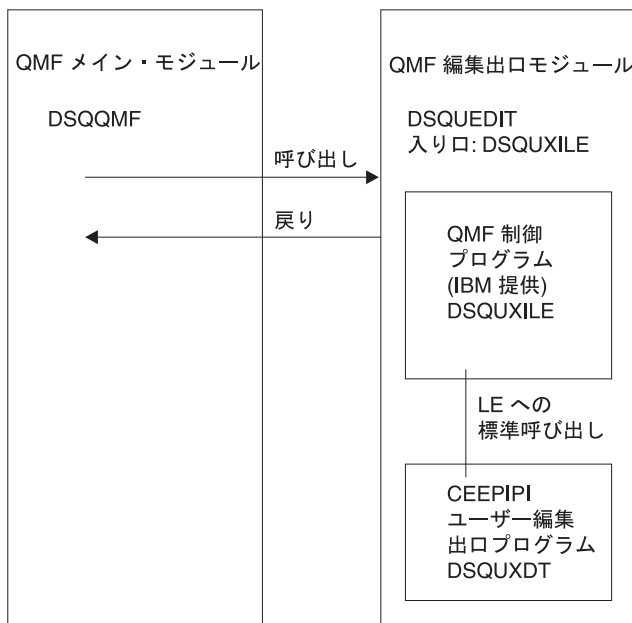 QMF メイン・モジュール
DSQQMF
呼び出し
戻り
QMF 編集出口モジュール
DSQUEDIT
入り口: DSQUXILE
QMF 制御
プログラム
(IBM 提供)
DSQUXILE
LE への
標準呼び出し
CEEPIPI
ユーザー編集
出口プログラム
DSQUXDT